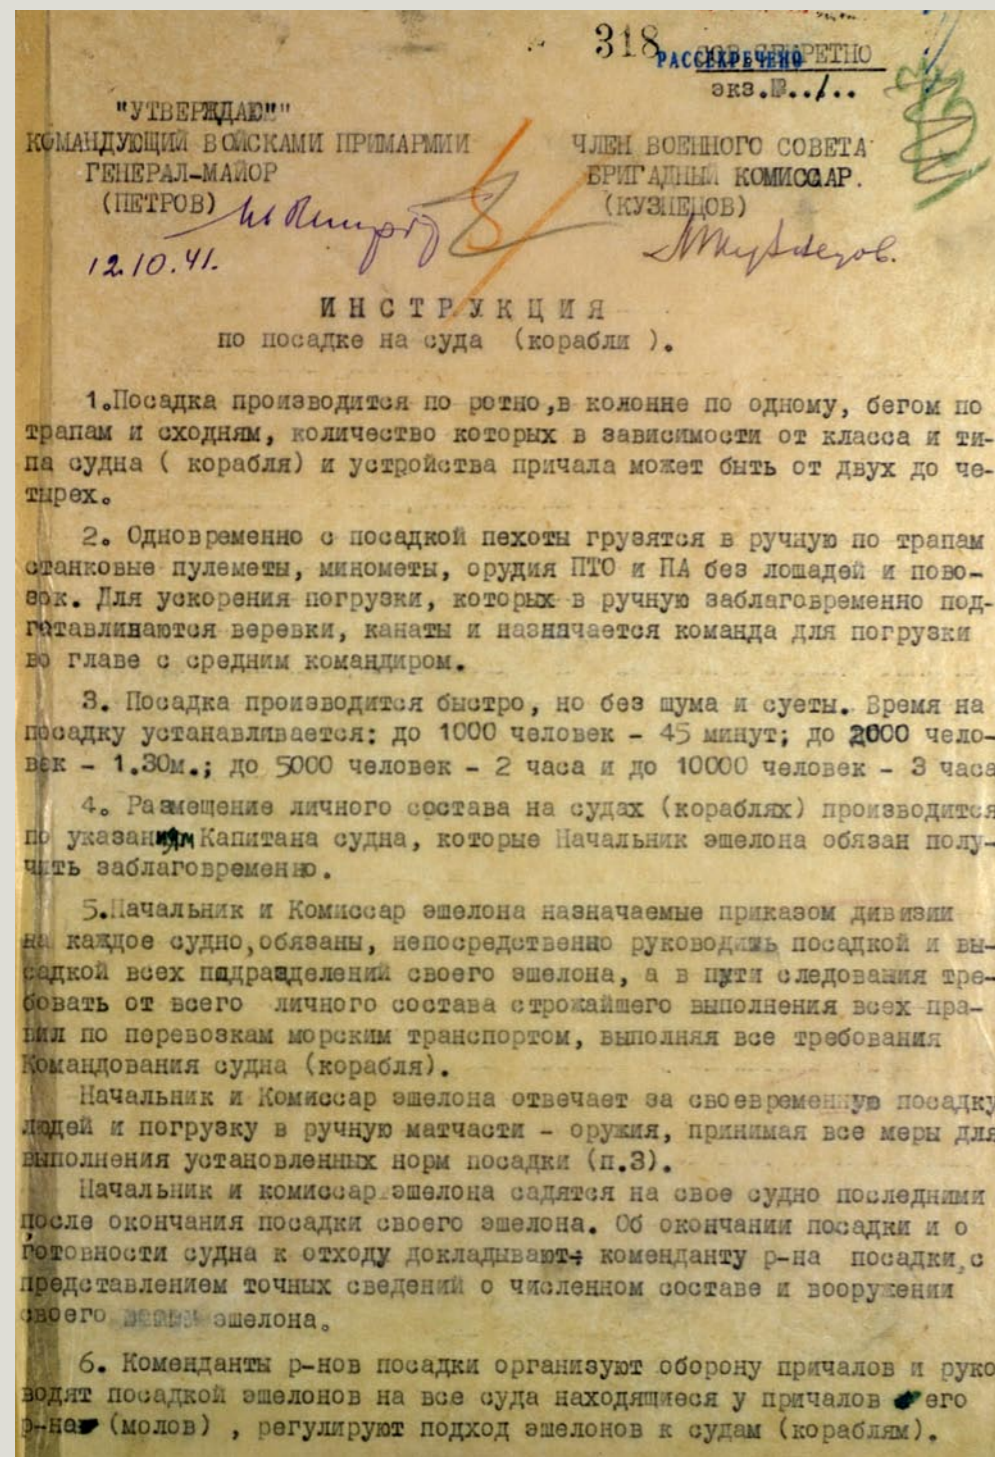 318
РАССЕКРЕЧЕНО
СОВ.СЕКРЕТНО
экз.№../..
"УТВЕРЖДАЮ""
КОМАНДУЮЩИЙ ВОЙСКАМИ ПРИМАРМИИ
ГЕНЕРАЛ-МАЙОР
(ПЕТРОВ)
12.10.41.
ЧЛЕН ВОЕННОГО СОВЕТА
БРИГАДНЫЙ КОМИССАР.
(КУЗНЕЦОВ)
ИНСТРУКЦИЯ
по посадке на суда (корабли ).
1.Посадка производится по ротно,в колонне по одному, бегом по
трапам и сходням, количество которых в зависимости от класса и ти-
па судна ( корабля) и устройства причала может быть от двух до че-
тырех.
2. Одновременно с посадкой пехоты грузятся в ручную по трапам
станковые пулеметы, минометы, орудия ПТО и ПА без лошадей и пово-
зок. Для ускорения погрузки, которых в ручную заблаговременно под-
готавливаются веревки, канаты и назначается команда для погрузки
во главе с средним командиром.
3. Посадка производится быстро, но без шума и суеты. Время на
посадку устанавливается: до 1000 человек - 45 минут; до 2000 чело-
век - 1.30м.; до 5000 человек - 2 часа и до 10000 человек - 3 часа
4. Размещение личного состава на судах (кораблях) производится
по указаниям Капитана судна, которые Начальник эшелона обязан полу-
чить заблаговременно.
5.Начальник и Комиссар эшелона назначаемые приказом дивизии
на каждое судно,обязаны, непосредственно руководить посадкой и вы-
садкой всех подразделений своего эшелона, а в пути следования тре-
бовать от всего личного состава строжайшего выполнения всех пра-
вил по перевозкам морским транспортом, выполняя все требования
Командования судна (корабля).
Начальник и Комиссар эшелона отвечает за своевременную посадку
людей и погрузку в ручную матчасти - оружия, принимая все меры для
выполнения установленных норм посадки (п.3).
Начальник и комиссар эшелона садятся на свое судно последними
после окончания посадки своего эшелона. Об окончании посадки и о
готовности судна к отходу докладывают коменданту р-на посадки,с
представлением точных сведений о численном составе и вооружении
своего эшелона.
6. Коменданты р-нов посадки организуют оборону причалов и руко
водят посадкой эшелонов на все суда находящиеся у причалов его
р-на (молов) , регулируют подход эшелонов к судам (кораблям).